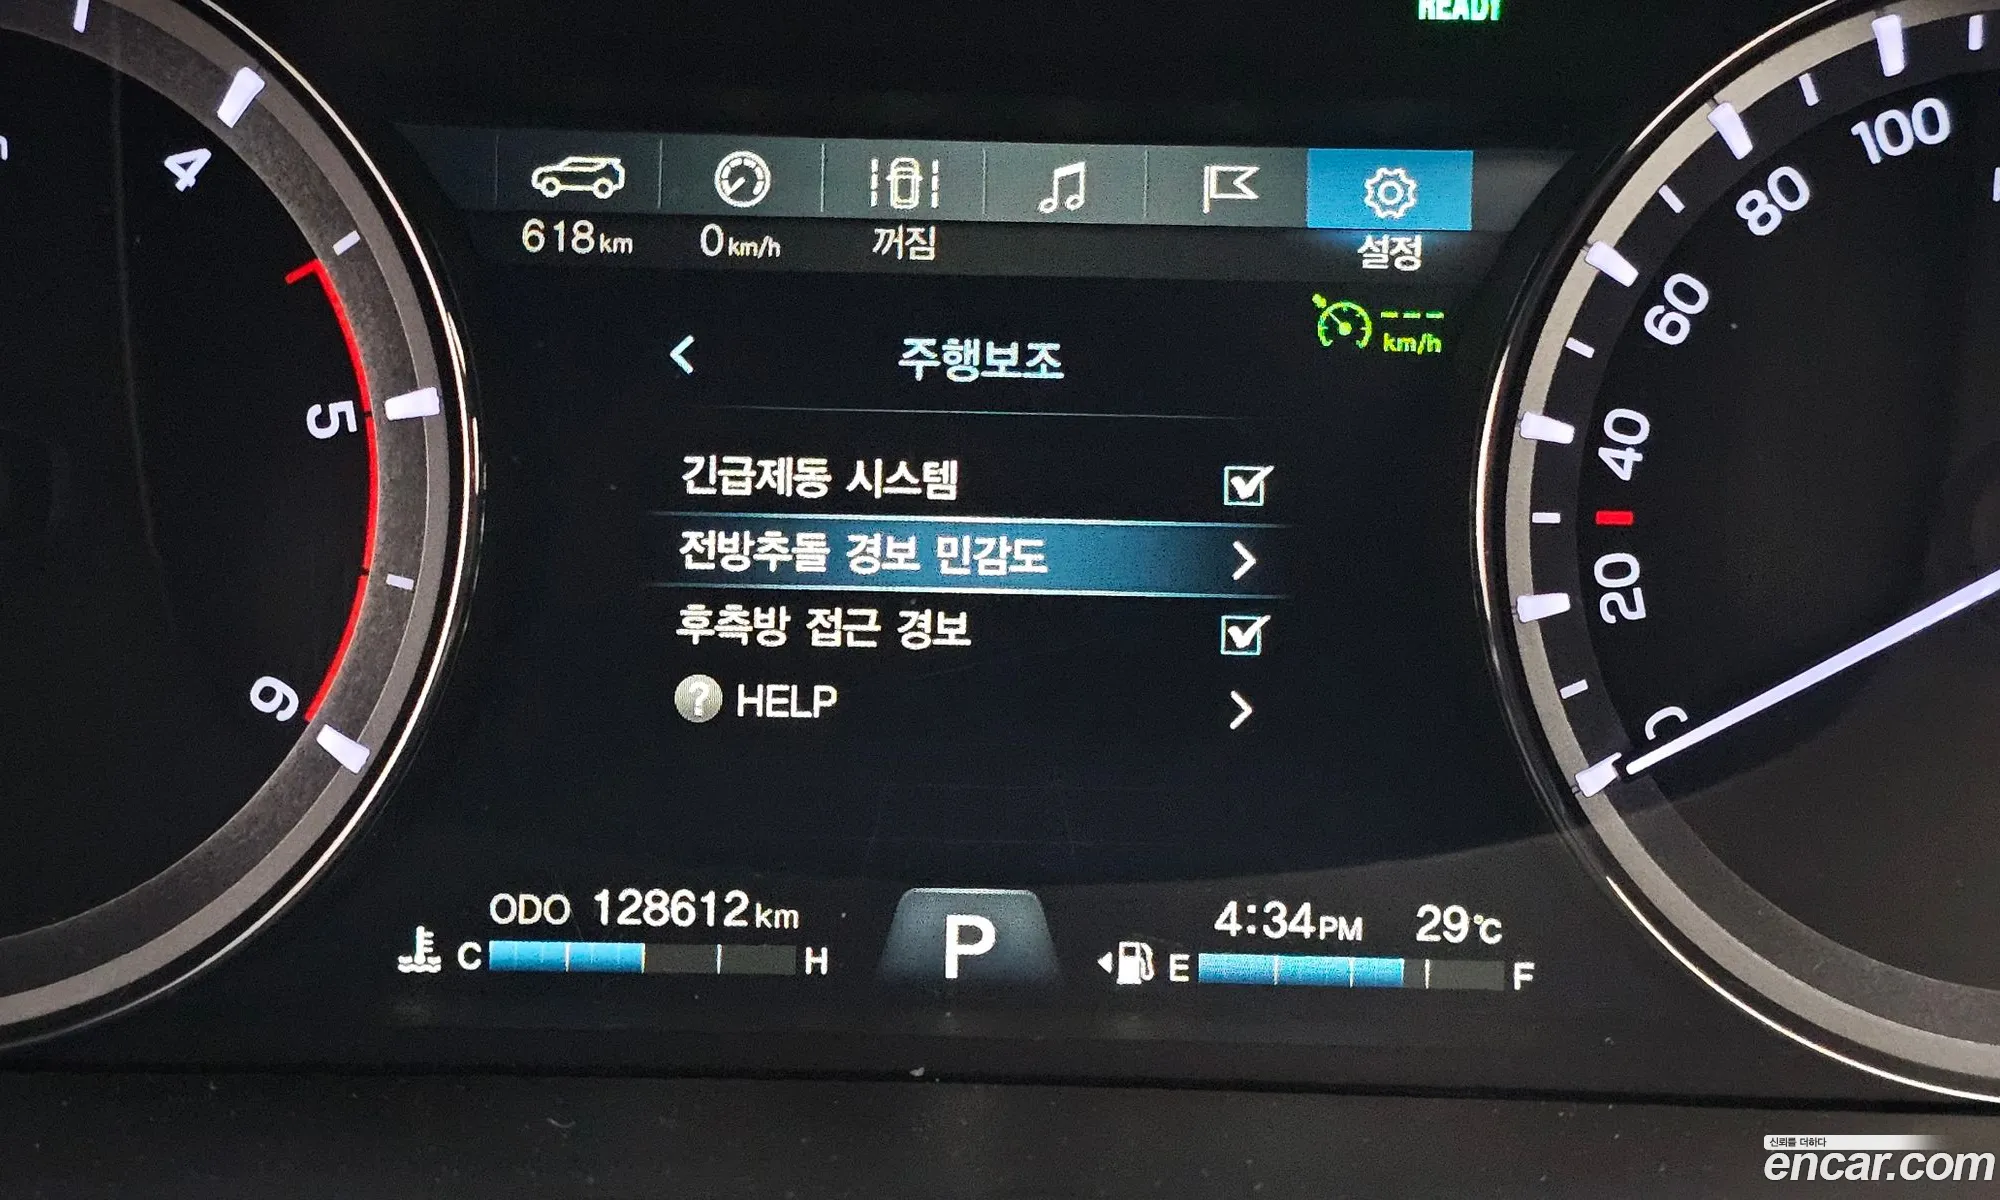 READY
618km
0km/h
꺼짐
설정
--- km/h
주행보조
긴급제동 시스템
전방추돌 경보 민감도
후측방 접근 경보
? HELP
4
5
6
100
80
60
40
20
0
ODO 128612km
C H
P
4:34PM 29°C
E F
신뢰를 더하다
encar.com